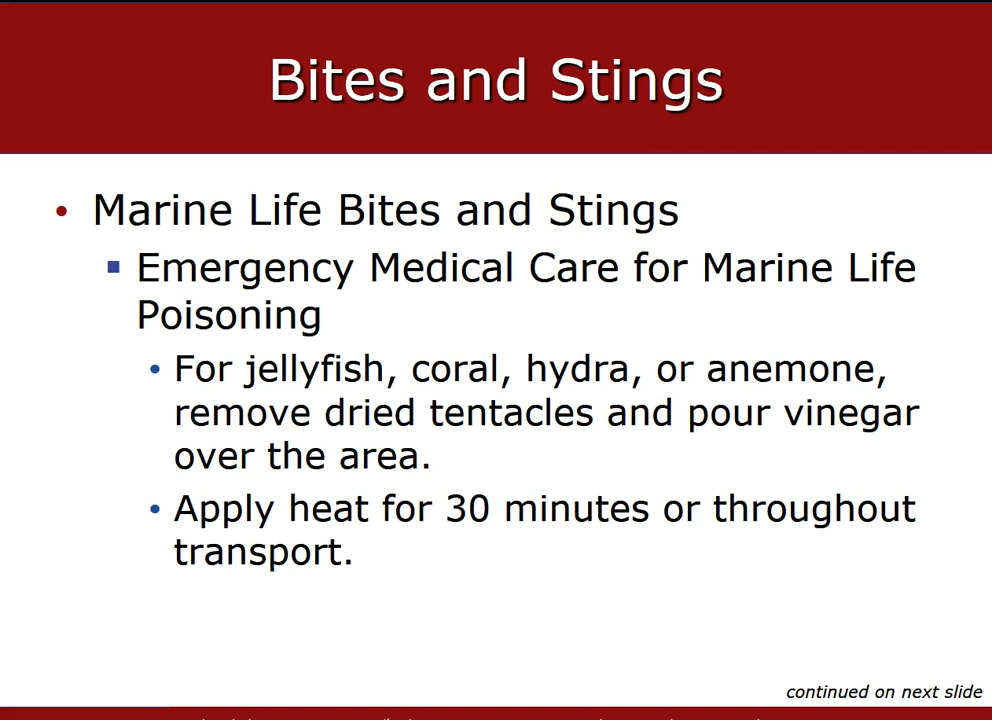 Bites and Stings
• Marine Life Bites and Stings
▪ Emergency Medical Care for Marine Life
Poisoning
• For jellyfish, coral, hydra, or anemone,
remove dried tentacles and pour vinegar
over the area.
• Apply heat for 30 minutes or throughout
transport.
continued on next slide